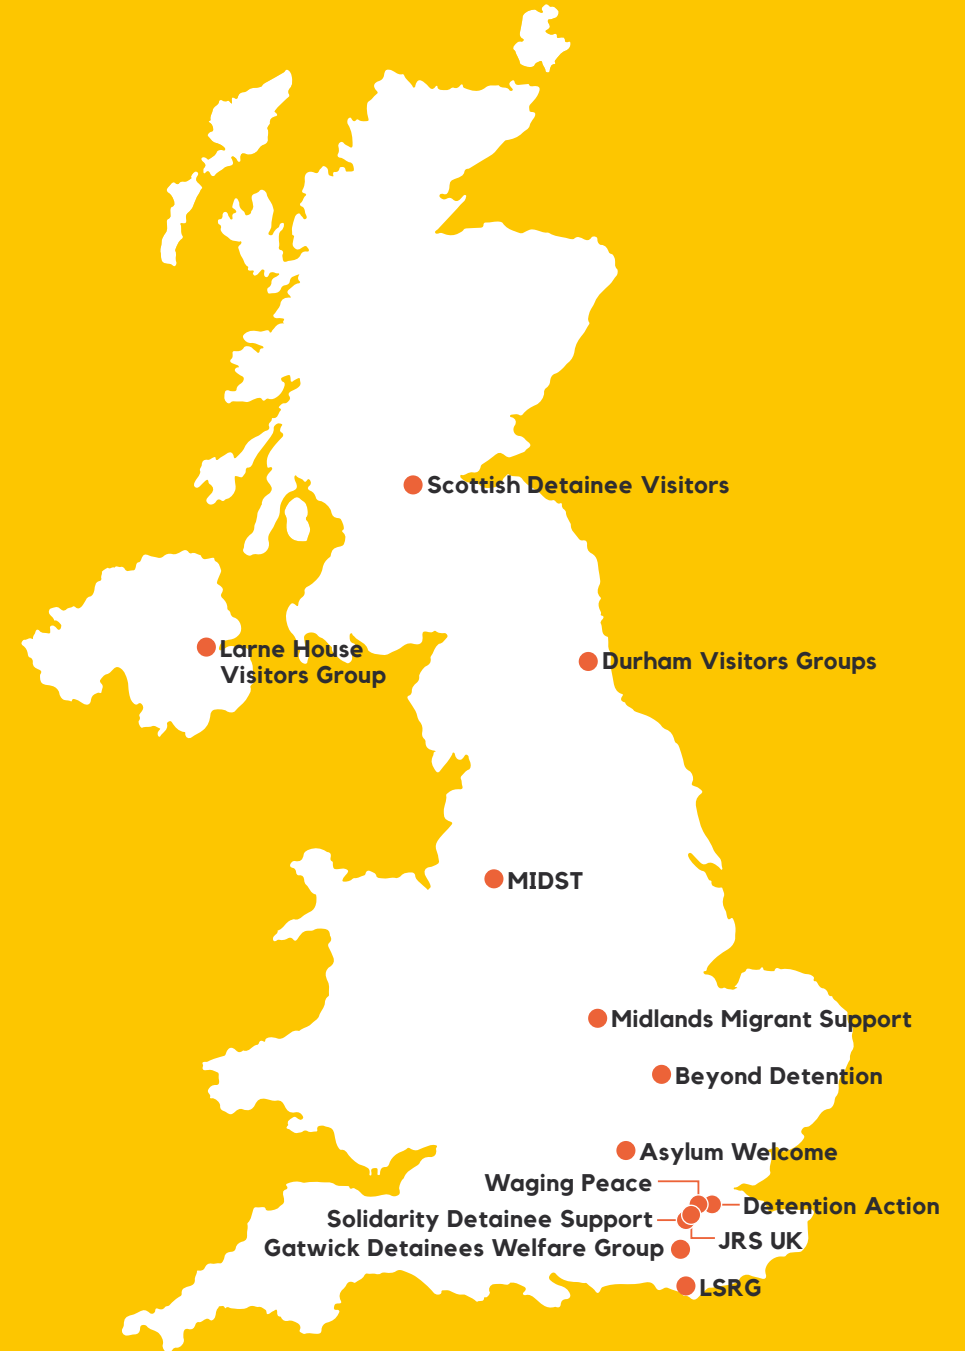 Scottish Detainee Visitors
Larne House
Visitors Group
Durham Visitors Groups
MIDST
Midlands Migrant Support
Beyond Detention
Asylum Welcome
Waging Peace
Detention Action
Solidarity Detainee Support
JRS UK
Gatwick Detainees Welfare Group
LSRG